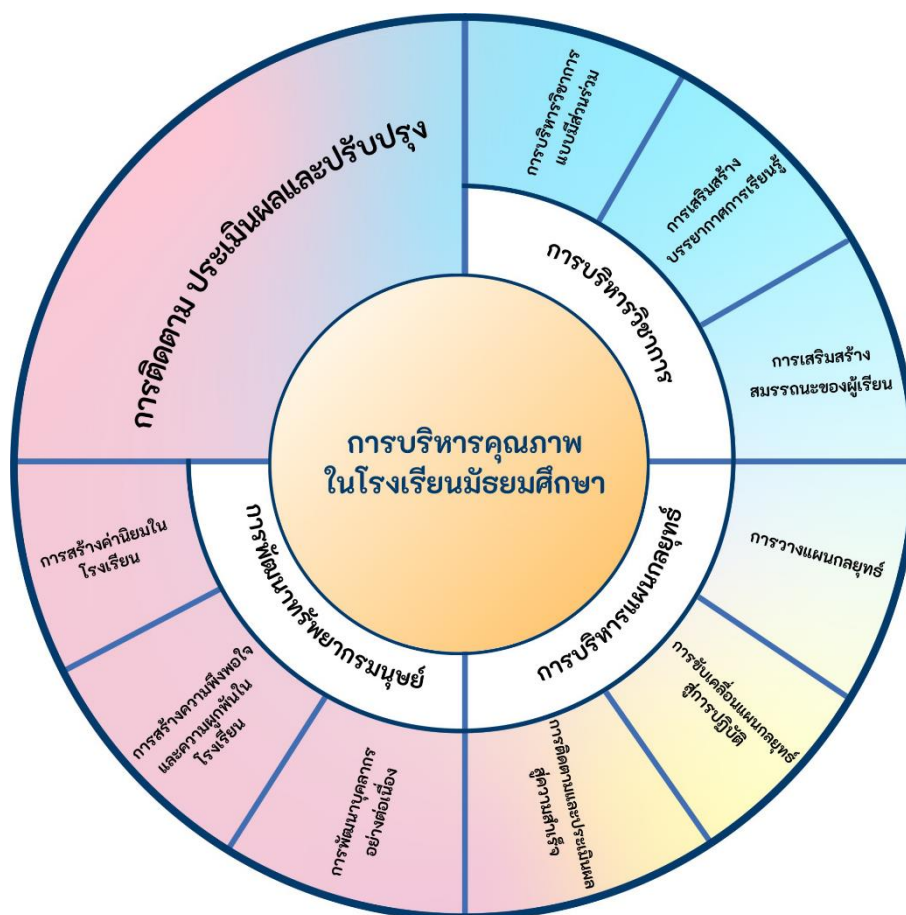 การติดตาม ประเมินผลและปรับปรุง
การบริหารวิชาการ
แบบมีส่วนร่วม
การเสริมสร้าง
บรรยากาศการเรียนรู้
การเสริมสร้าง
สมรรถนะของผู้เรียน
การบริหารวิชาการ
การบริหารคุณภาพ
ในโรงเรียนมัธยมศึกษา
การวางแผนกลยุทธ์
การขับเคลื่อนแผนกลยุทธ์
สู่การปฏิบัติ
การติดตามและประเมินผล
สู่ความสำเร็จ
การบริหารแผนกลยุทธ์
การพัฒนาทรัพยากรมนุษย์
การพัฒนาบุคลากร
อย่างต่อเนื่อง
การสร้างความพึงพอใจ
และความผูกพันใน
โรงเรียน
การสร้างค่านิยมใน
โรงเรียน